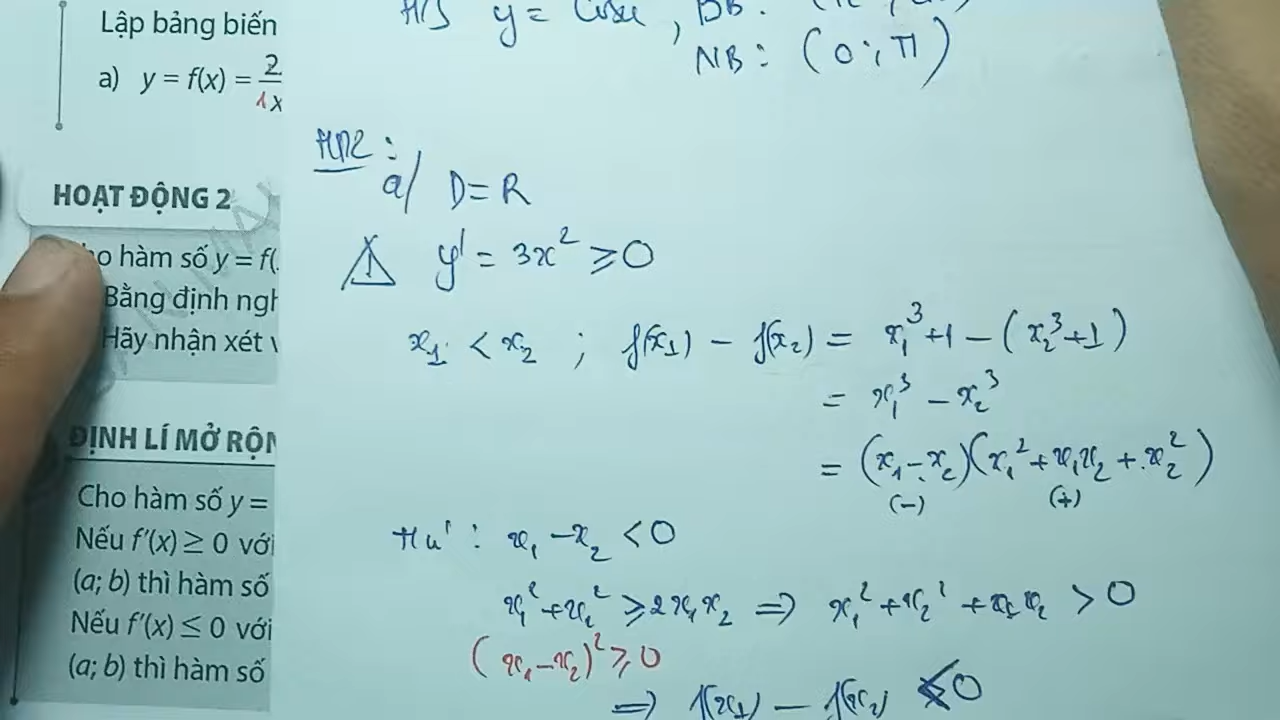 Lập bảng biến
a) y = f(x) = 2/x
1
HOẠT ĐỘNG 2
ho hàm số y = f(
Bằng định ngh
Hãy nhận xét v
ĐỊNH LÍ MỞ RỘN
Cho hàm số y =
Nếu f'(x) ≥ 0 với
(a; b) thì hàm số
Nếu f'(x) ≤ 0 với
(a; b) thì hàm số
H/S y = Cosx , ĐB:
NB: (0; π)
HĐ2:
a/ D = R
y' = 3x² ≥ 0
x₁ < x₂ ; f(x₁) - f(x₂) = x₁³ + 1 - (x₂³ + 1)
= x₁³ - x₂³
= (x₁ - x₂)(x₁² + x₁x₂ + x₂²)
(-) (+)
: x₁ - x₂ < 0
x₁² + x₂² ≥ 2x₁x₂ ⇒ x₁² + x₂² + x₁x₂ > 0
(x₁ - x₂)² ≥ 0
⇒ f(x₁) - f(x₂) < 0